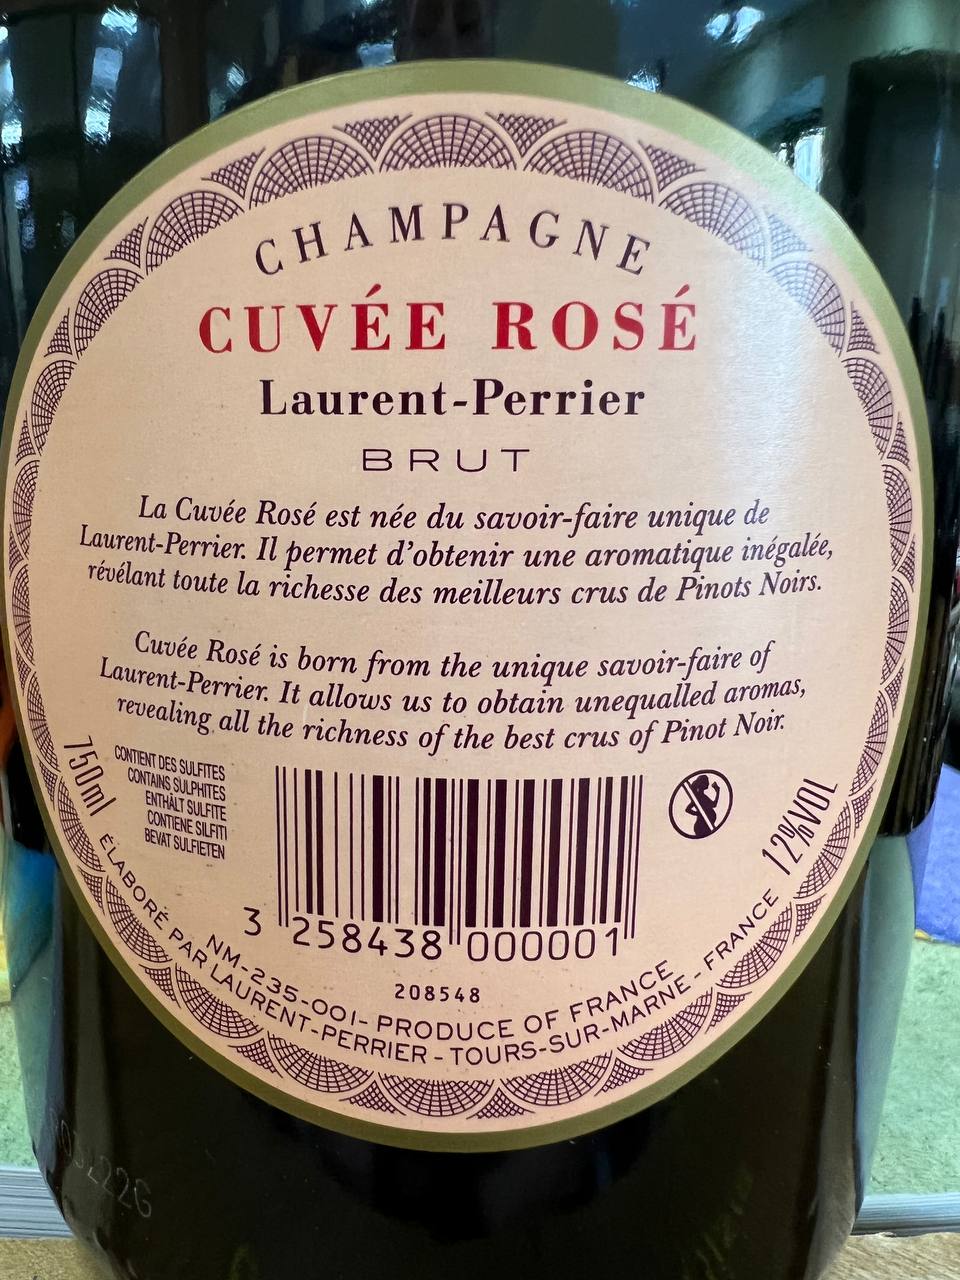 CHAMPAGNE
CUVÉE ROSÉ
Laurent-Perrier
BRUT
La Cuvée Rosé est née du savoir-faire unique de
Laurent-Perrier. Il permet d'obtenir une aromatique inégalée,
révélant toute la richesse des meilleurs crus de Pinots Noirs.
Cuvée Rosé is born from the unique savoir-faire of
Laurent-Perrier. It allows us to obtain unequalled aromas,
revealing all the richness of the best crus of Pinot Noir.
750ml
CONTIENT DES SULFITES
CONTAINS SULPHITES
ENTHÄLT SULFITE
CONTIENE SILFITI
BEVAT SULFIETEN
12%VOL
3 258438 000001
208548
NM-235-001- PRODUCE OF FRANCE
ÉLABORÉ PAR LAURENT-PERRIER - TOURS-SUR-MARNE - FRANCE